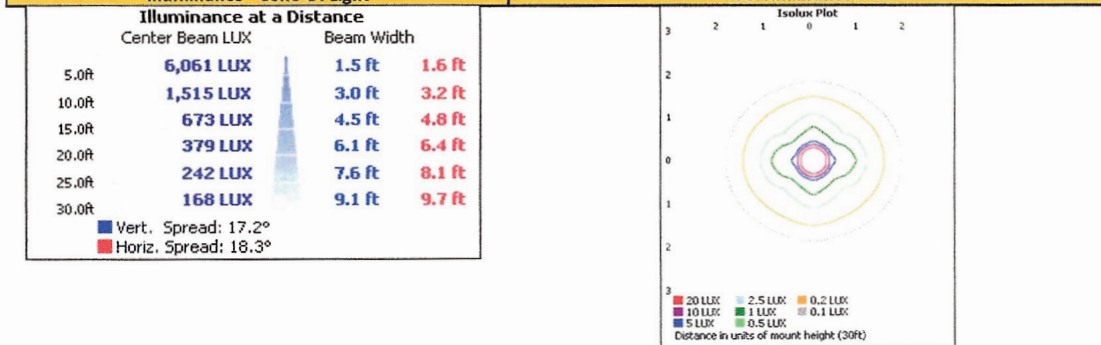 Illuminance at a Distance
Center Beam LUX Beam Width
5.0ft 6,061 LUX 1.5 ft 1.6 ft
10.0ft 1,515 LUX 3.0 ft 3.2 ft
15.0ft 673 LUX 4.5 ft 4.8 ft
20.0ft 379 LUX 6.1 ft 6.4 ft
25.0ft 242 LUX 7.6 ft 8.1 ft
30.0ft 168 LUX 9.1 ft 9.7 ft
Vert. Spread: 17.2°
Horiz. Spread: 18.3°
Isolux Plot
2 1 0 1 2
3
2
1
0
1
2
3
20 LUX 2.5 LUX 0.2 LUX
10 LUX 1 LUX 0.1 LUX
5 LUX 0.5 LUX
Distance in units of mount height (30ft)